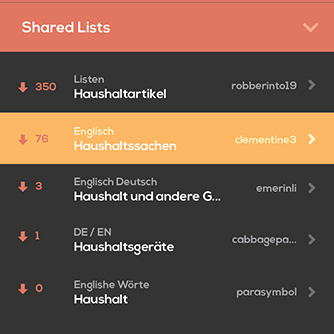 Shared Lists
350
Listen
Haushaltartikel
robberinto19
76
Englisch
Haushaltssachen
clementine3
3
Englisch Deutsch
Haushalt und andere G...
emerinli
1
DE / EN
Haushaltsgeräte
cabbagepa...
0
Englishe Wörte
Haushalt
parasymbol